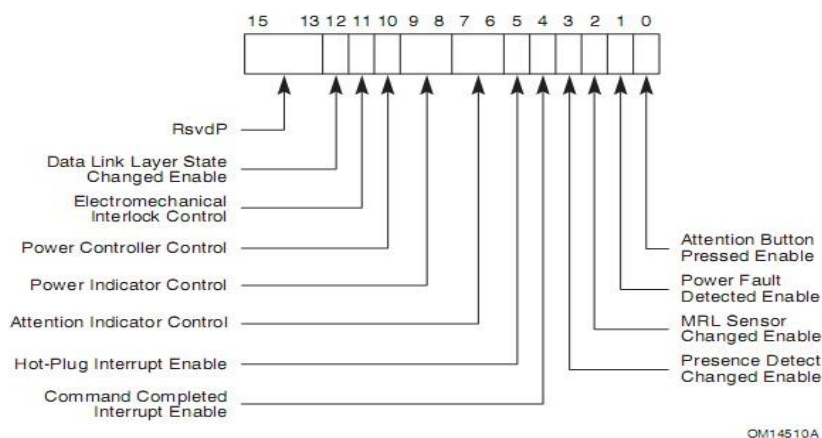 15 13 12 11 10 9 8 7 6 5 4 3 2 1 0
RsvdP
Data Link Layer State
Changed Enable
Electromechanical
Interlock Control
Power Controller Control
Power Indicator Control
Attention Indicator Control
Hot-Plug Interrupt Enable
Command Completed
Interrupt Enable
Attention Button
Pressed Enable
Power Fault
Detected Enable
MRL Sensor
Changed Enable
Presence Detect
Changed Enable
OM14510A